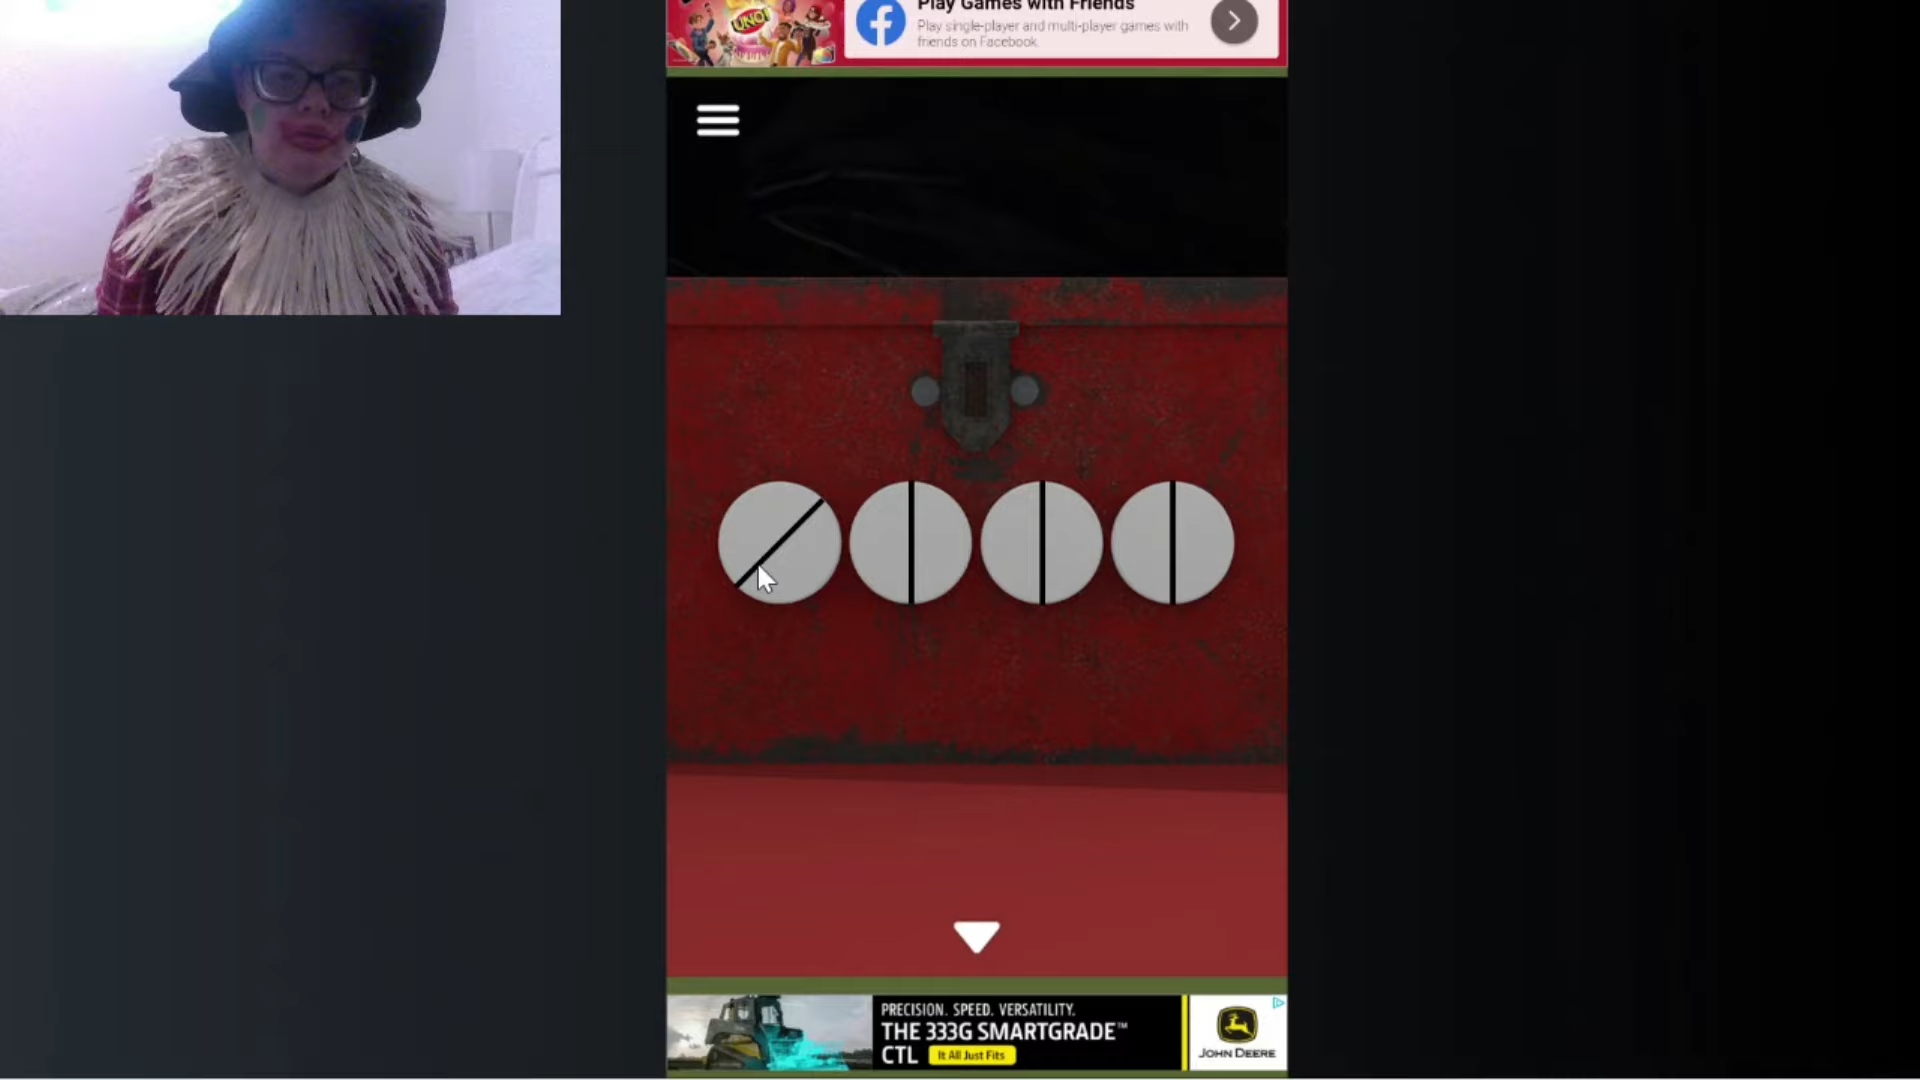 Play Games with Friends
Play single-player and multi-player games with
friends on Facebook
UNO!
PRECISION. SPEED. VERSATILITY.
THE 333G SMARTGRADE™
CTL It All Just Fits
JOHN DEERE